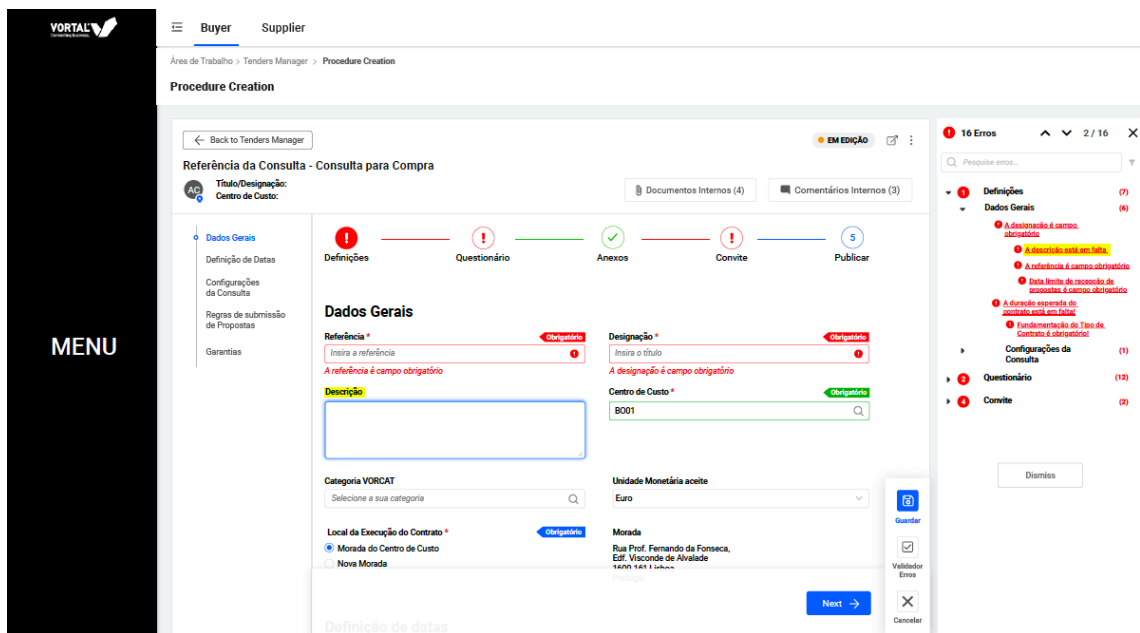 VORTAL
Connecting Business.
Buyer
Supplier
Área de Trabalho > Tenders Manager > Procedure Creation
Procedure Creation
MENU
Back to Tenders Manager
EM EDIÇÃO
Referência da Consulta - Consulta para Compra
AC
Título/Designação:
Centro de Custo:
Documentos Internos (4)
Comentários Internos (3)
Dados Gerais
Definição de Datas
Configurações
da Consulta
Regras de submissão
de Propostas
Garantias
Definições
Questionário
Anexos
Convite
5
Publicar
Dados Gerais
Referência *
Obrigatório
Insira a referência
A referência é campo obrigatório
Designação *
Obrigatório
Insira o título
A designação é campo obrigatório
Descrição
Centro de Custo *
Obrigatório
BO01
Categoria VORCAT
Selecione a sua categoria
Unidade Monetária aceite
Euro
Local da Execução do Contrato *
Obrigatório
Morada do Centro de Custo
Nova Morada
Morada
Rua Prof. Fernando da Fonseca,
Edf. Visconde de Alvalade
1600-161 Lisboa
Portugal
Definição de datas
Next
Guardar
Validador
Erros
Cancelar
16 Erros
2 / 16
Pesquise erros...
1 Definições (7)
Dados Gerais (6)
A designação é campo
obrigatório
A descrição está em falta
A referência é campo obrigatório
Data limite de receção de
propostas é campo obrigatório
A duração esperada do
contrato está em falta!
Fundamentação do Tipo de
Contrato é obrigatório!
Configurações da
Consulta (1)
2 Questionário (12)
4 Convite (2)
Dismiss